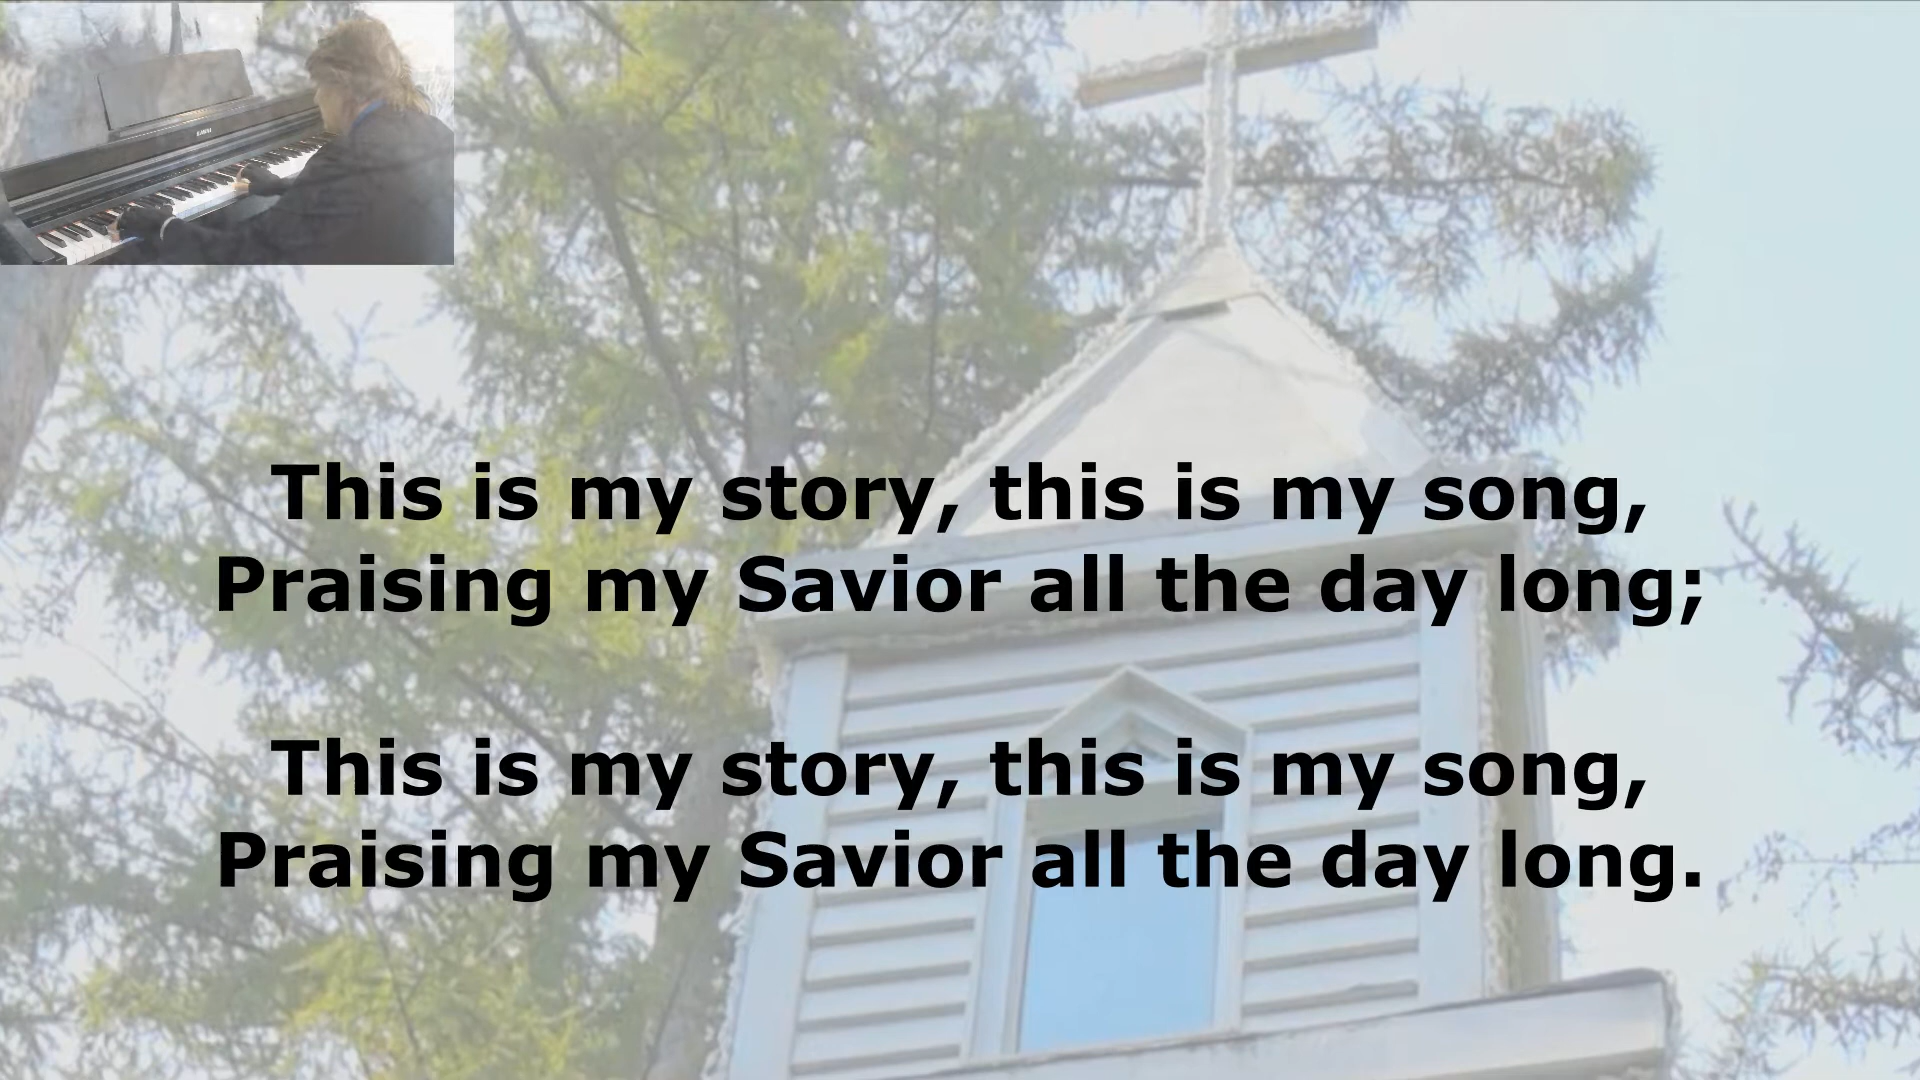 This is my story, this is my song,
Praising my Savior all the day long;
This is my story, this is my song,
Praising my Savior all the day long.